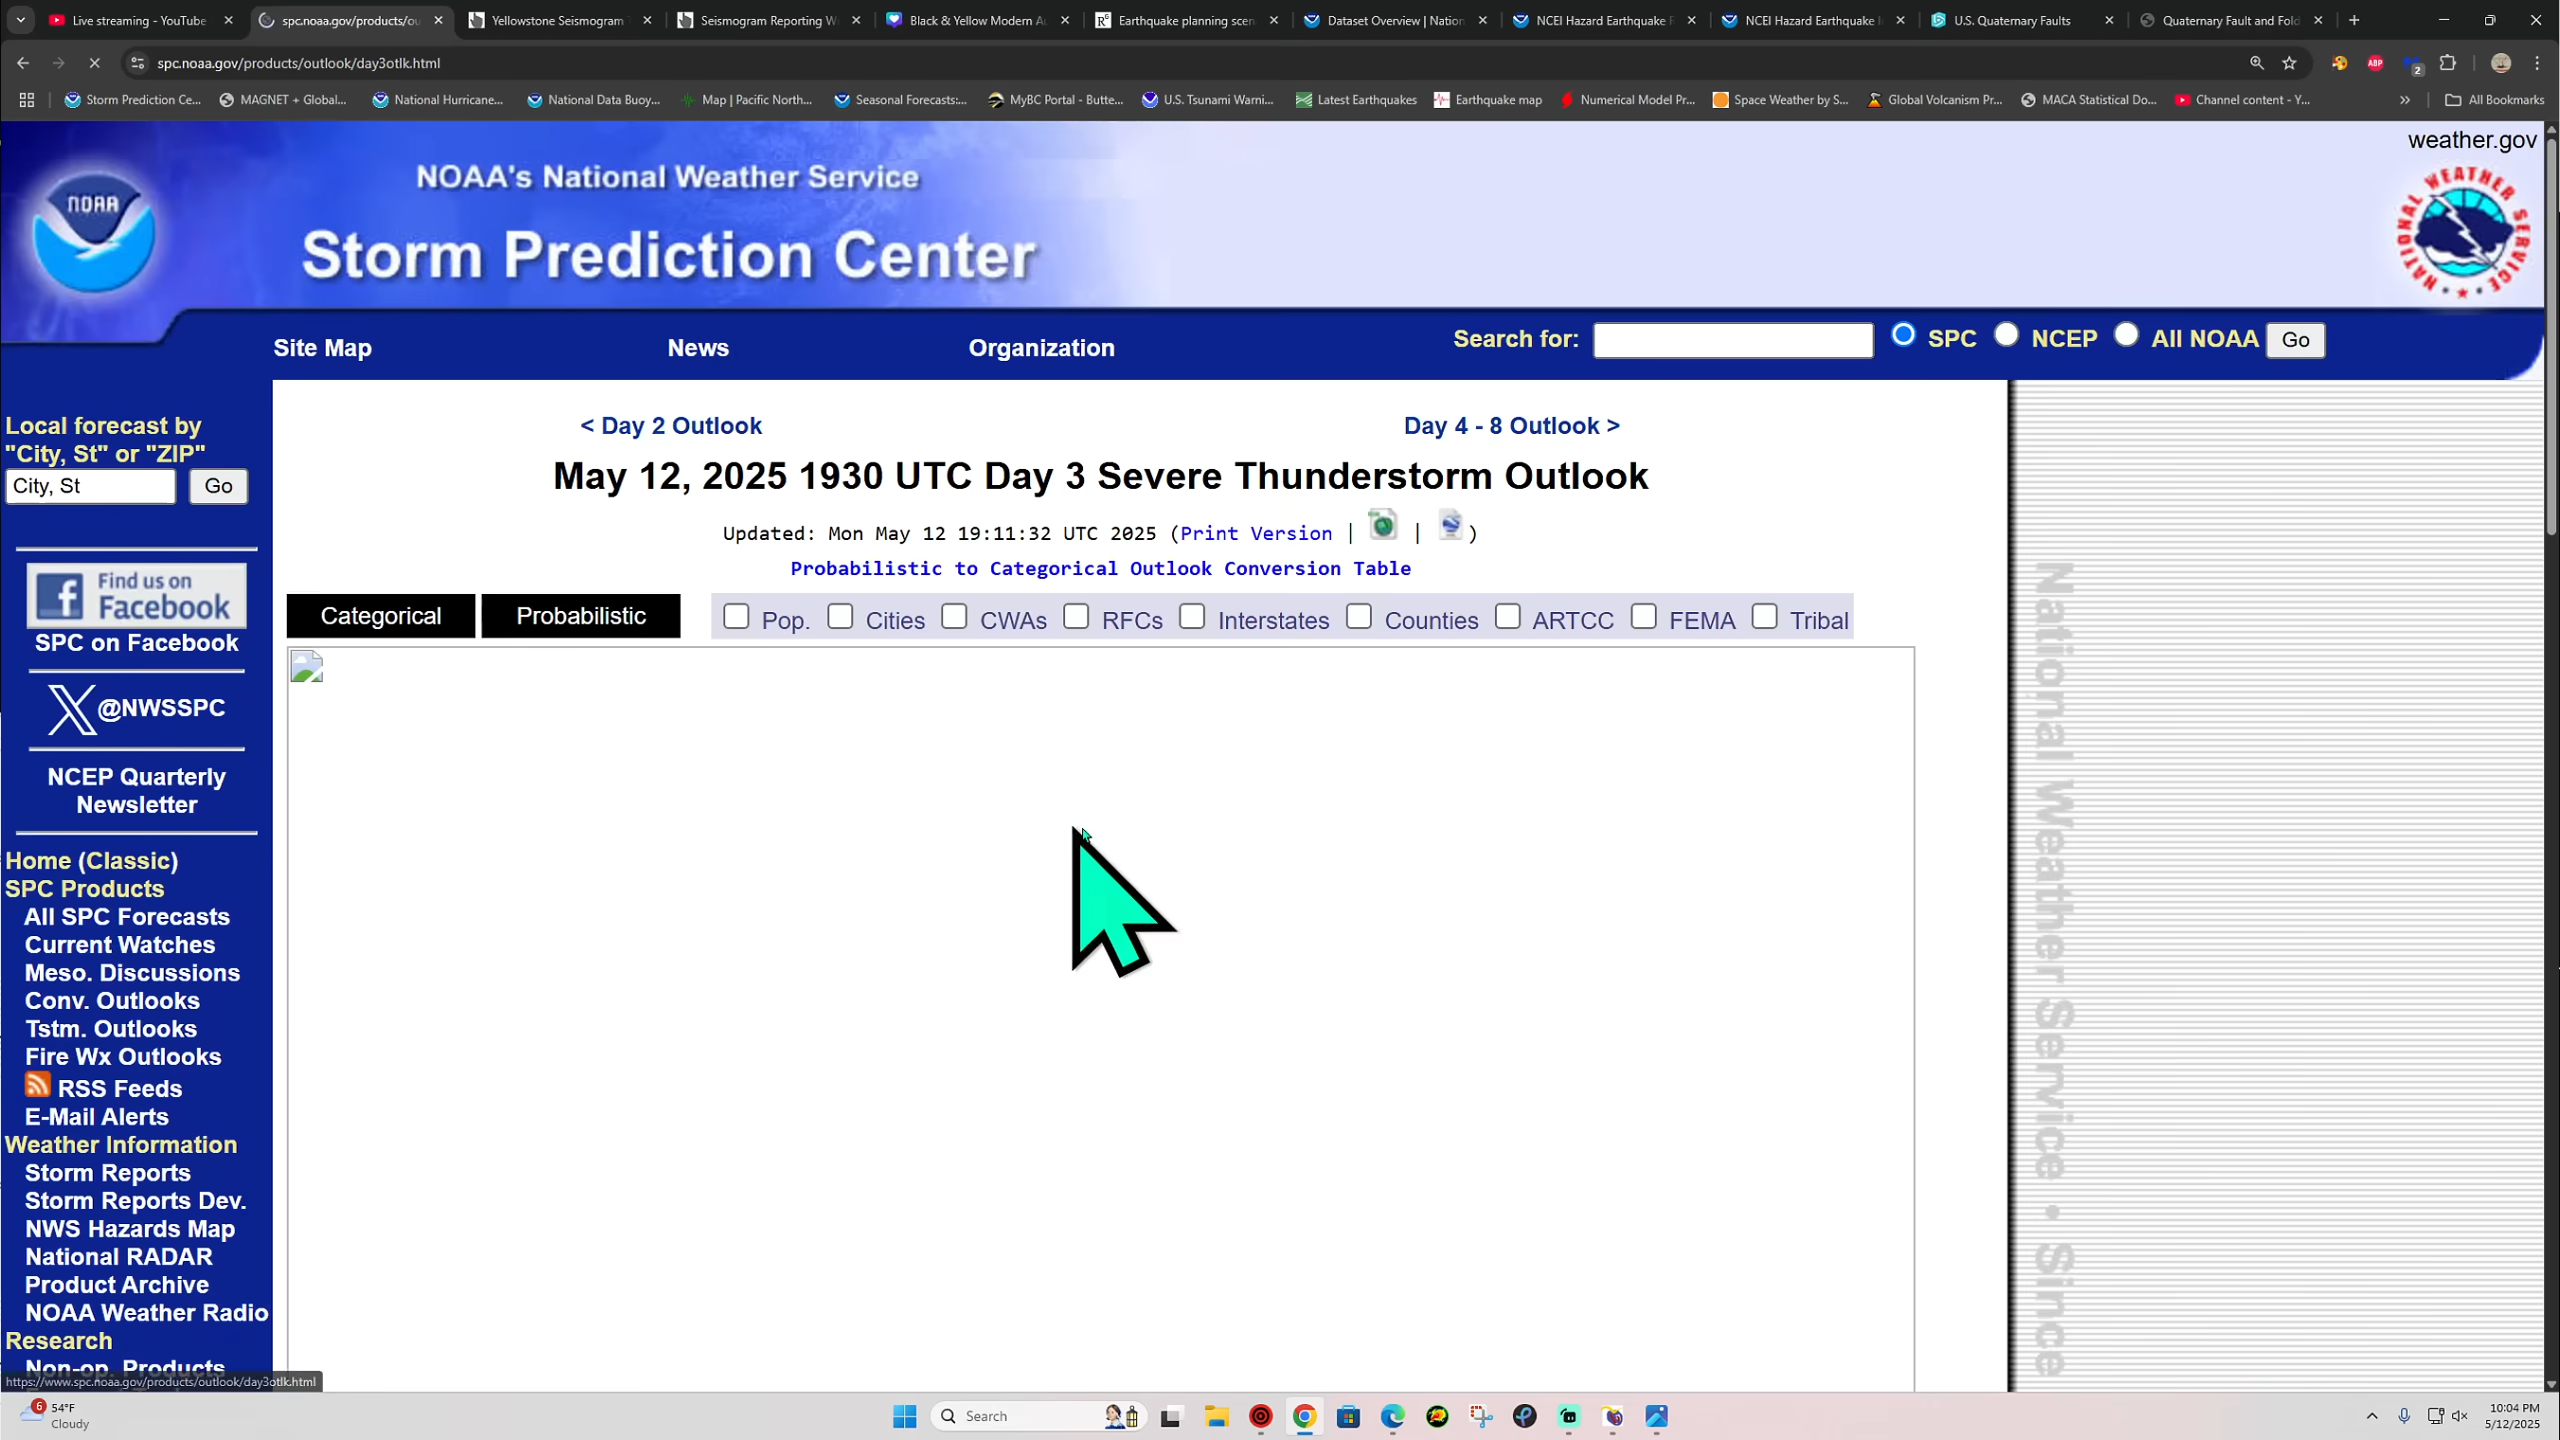 Live streaming - YouTube
spc.noaa.gov/products/ou
Yellowstone Seismogram
Seismogram Reporting W
Black & Yellow Modern A
Earthquake planning scen
Dataset Overview | Nation
NCEI Hazard Earthquake
NCEI Hazard Earthquake
U.S. Quaternary Faults
Quaternary Fault and Fold
spc.noaa.gov/products/outlook/day3otlk.html
ABP
2
Storm Prediction Ce...
MAGNET + Global...
National Hurricane...
National Data Buoy...
Map | Pacific North...
Seasonal Forecasts:...
MyBC Portal - Butte...
U.S. Tsunami Warni...
Latest Earthquakes
Earthquake map
Numerical Model Pr...
Space Weather by S...
Global Volcanism Pr...
MACA Statistical Do...
Channel content - Y...
All Bookmarks
weather.gov
NOAA
NOAA's National Weather Service
Storm Prediction Center
NATIONAL WEATHER SERVICE
Site Map
News
Organization
Search for:
SPC
NCEP
All NOAA
Go
Local forecast by
"City, St" or "ZIP"
City, St
Go
Find us on
Facebook
SPC on Facebook
@NWSSPC
NCEP Quarterly
Newsletter
Home (Classic)
SPC Products
All SPC Forecasts
Current Watches
Meso. Discussions
Conv. Outlooks
Tstm. Outlooks
Fire Wx Outlooks
RSS Feeds
E-Mail Alerts
Weather Information
Storm Reports
Storm Reports Dev.
NWS Hazards Map
National RADAR
Product Archive
NOAA Weather Radio
Research
Non-op. Products
< Day 2 Outlook
Day 4 - 8 Outlook >
May 12, 2025 1930 UTC Day 3 Severe Thunderstorm Outlook
Updated: Mon May 12 19:11:32 UTC 2025 (Print Version | | )
Probabilistic to Categorical Outlook Conversion Table
Categorical
Probabilistic
Pop.
Cities
CWAs
RFCs
Interstates
Counties
ARTCC
FEMA
Tribal
National Weather Service • Since
https://www.spc.noaa.gov/products/outlook/day3otlk.html
6
54°F
Cloudy
Search
10:04 PM
5/12/2025